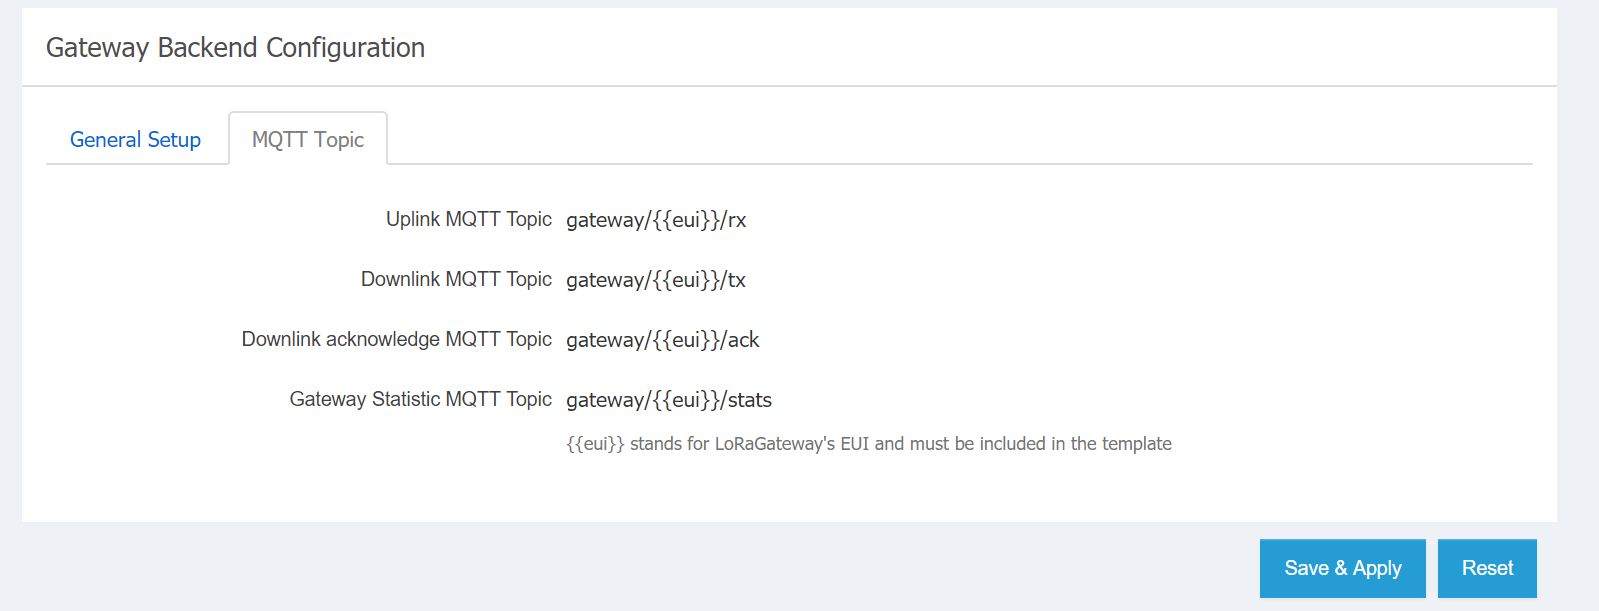 Gateway Backend Configuration
General Setup
MQTT Topic
Uplink MQTT Topic gateway/{{eui}}/rx
Downlink MQTT Topic gateway/{{eui}}/tx
Downlink acknowledge MQTT Topic gateway/{{eui}}/ack
Gateway Statistic MQTT Topic gateway/{{eui}}/stats
{{eui}} stands for LoRaGateway's EUI and must be included in the template
Save & Apply
Reset